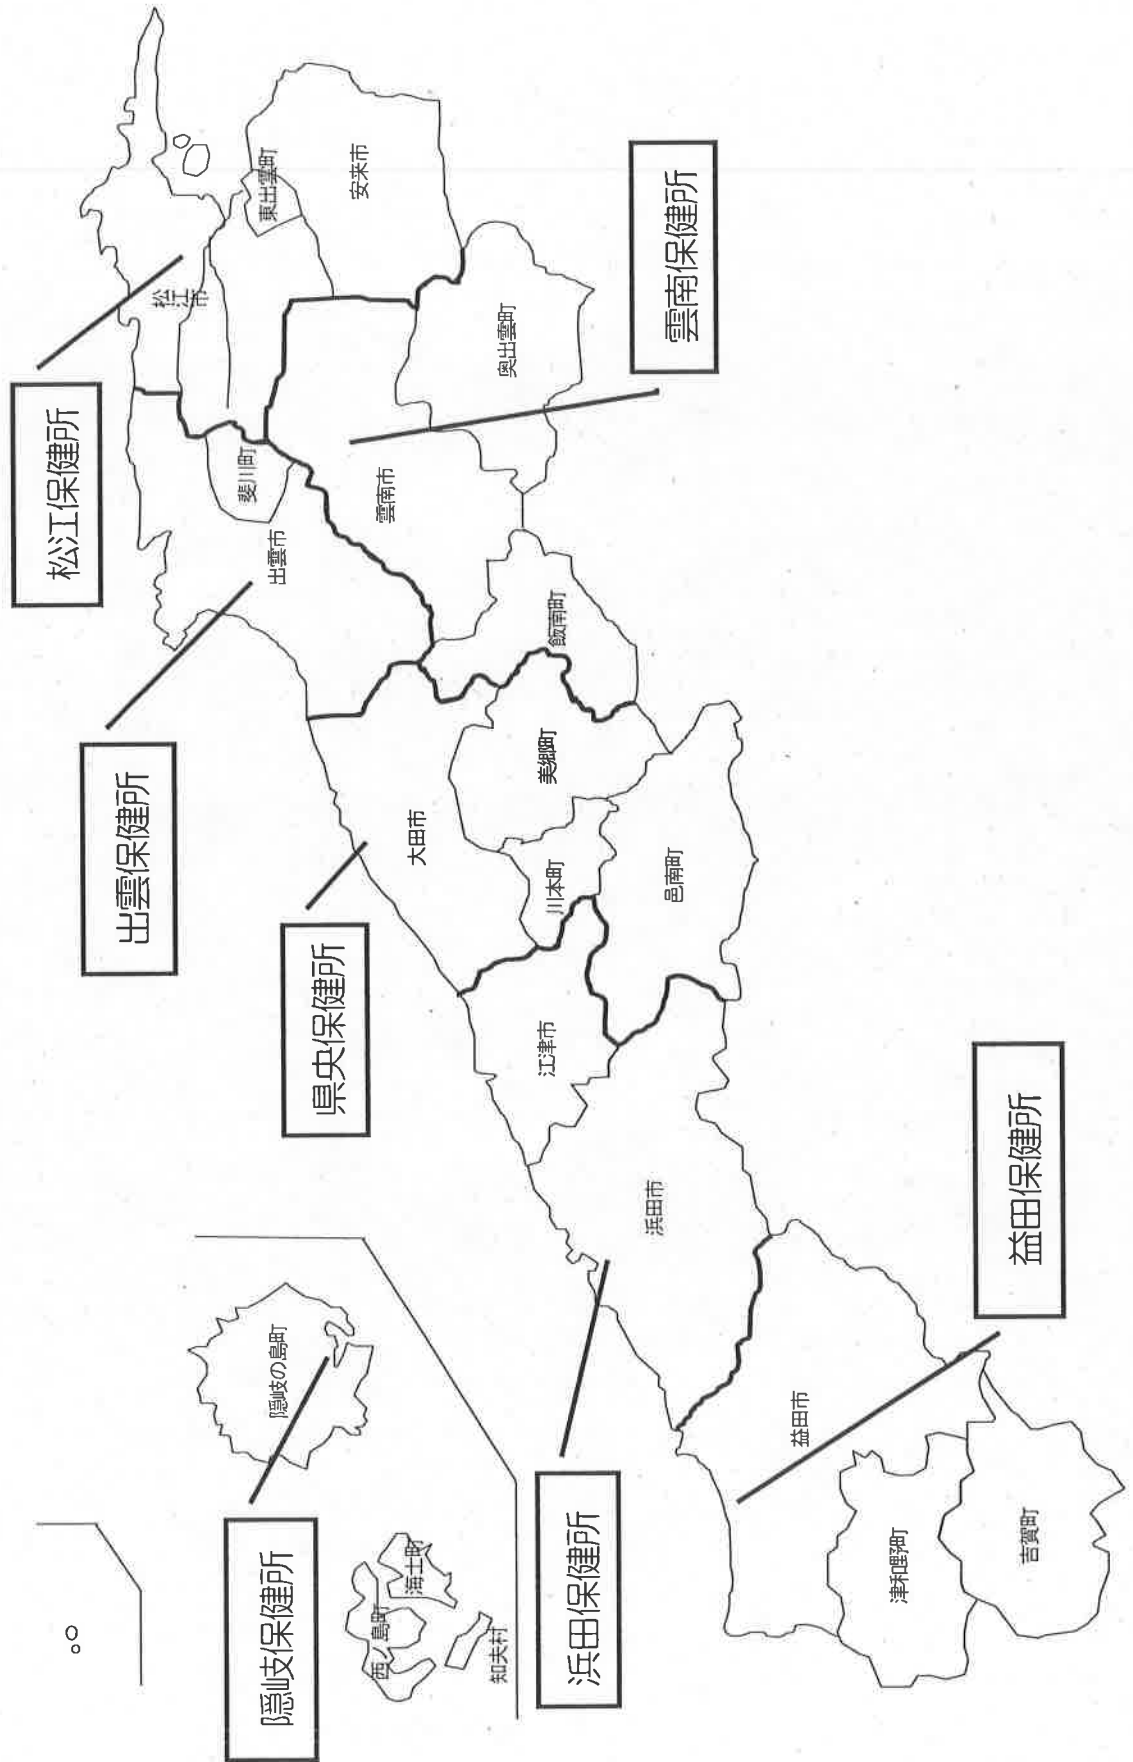 松江保健所
出雲保健所
県央保健所
隠岐保健所
浜田保健所
益田保健所
雲南保健所
松江市
東出雲町
安来市
斐川町
出雲市
雲南市
奥出雲町
飯南町
大田市
美郷町
川本町
邑南町
江津市
浜田市
益田市
津和野町
吉賀町
隠岐の島町
海士町
西ノ島町
知夫村